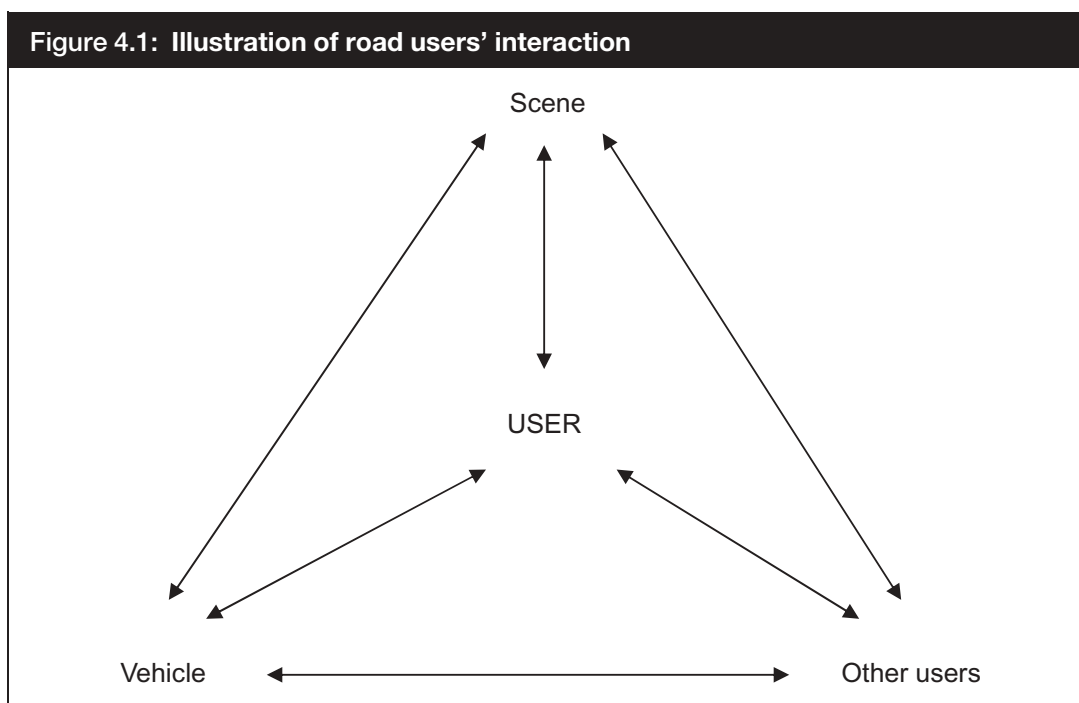 Figure 4.1: Illustration of road users’ interaction
Scene
USER
Vehicle
Other users